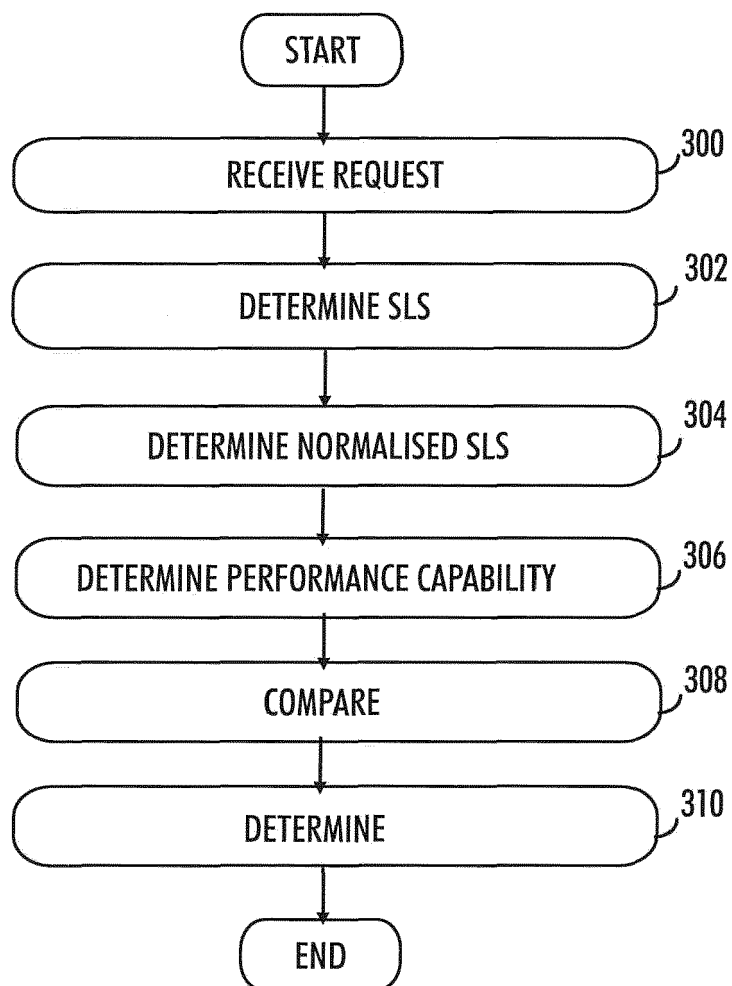 START
RECEIVE REQUEST
300
DETERMINE SLS
302
DETERMINE NORMALISED SLS
304
DETERMINE PERFORMANCE CAPABILITY
306
COMPARE
308
DETERMINE
310
END